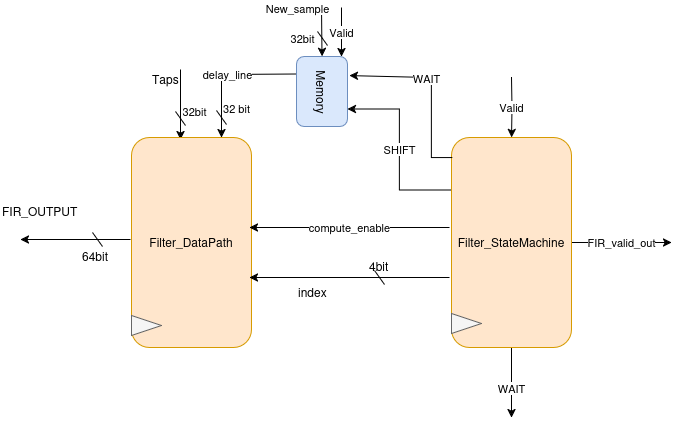 New_sample
32bit
Valid
Taps
delay_line
32bit
32 bit
Memory
WAIT
Valid
SHIFT
FIR_OUTPUT
64bit
Filter_DataPath
compute_enable
4bit
index
Filter_StateMachine
FIR_valid_out
WAIT